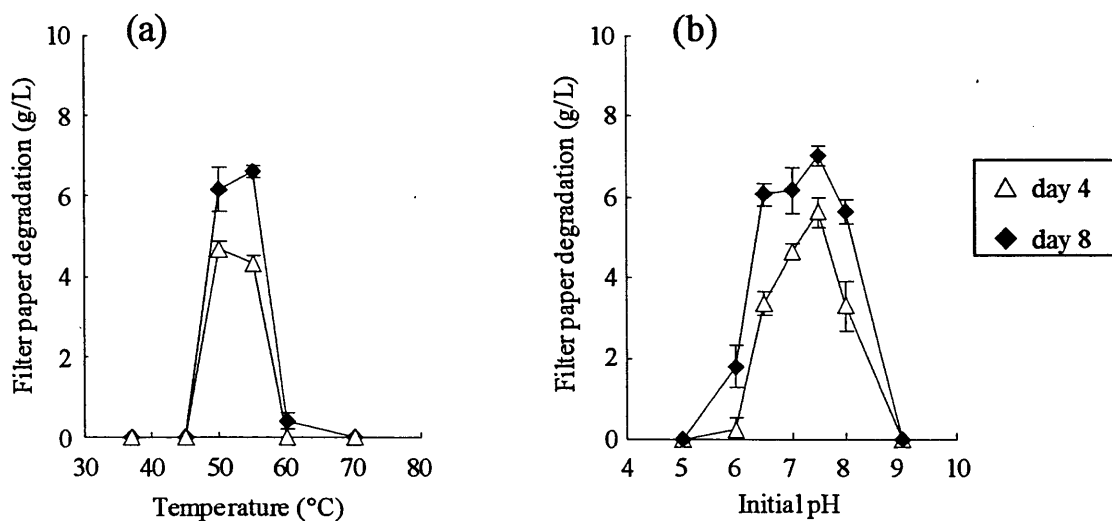 (a)
Filter paper degradation (g/L)
10
8
6
4
2
0
30 40 50 60 70 80
Temperature (°C)
(b)
Filter paper degradation (g/L)
10
8
6
4
2
0
4 5 6 7 8 9 10
Initial pH
day 4
day 8